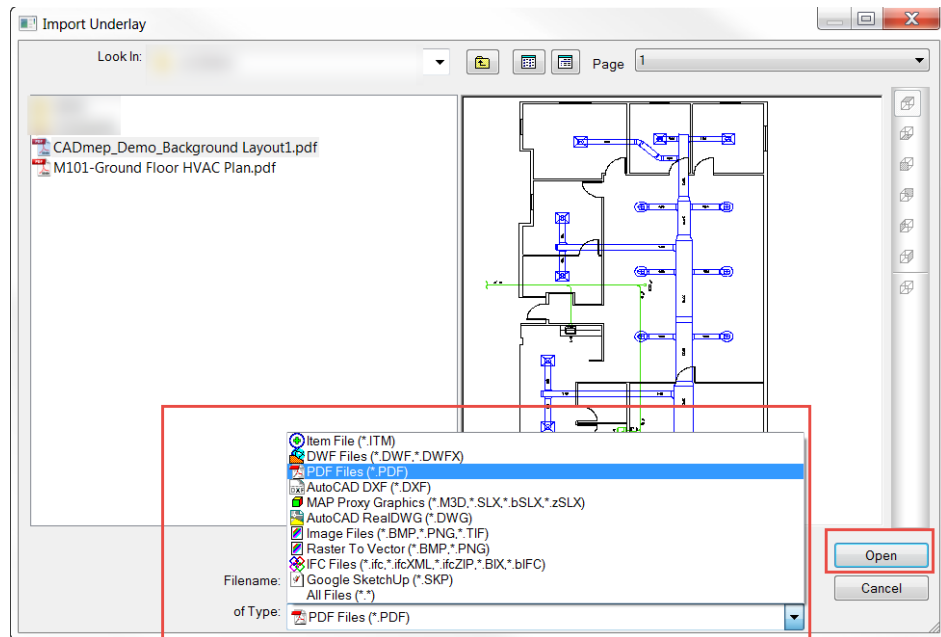 Import Underlay
Look In:
Page 1
CADmep_Demo_Background Layout1.pdf
M101-Ground Floor HVAC Plan.pdf
Item File (*.ITM)
DWF Files (*.DWF,*.DWFX)
PDF Files (*.PDF)
AutoCAD DXF (*.DXF)
MAP Proxy Graphics (*.M3D,*.SLX,*.bSLX,*.zSLX)
AutoCAD RealDWG (*.DWG)
Image Files (*.BMP,*.PNG,*.TIF)
Raster To Vector (*.BMP,*.PNG)
IFC Files (*.ifc,*.ifcXML,*.ifcZIP,*.BIX,*.bIFC)
Google SketchUp (*.SKP)
All Files (*.*)
Filename:
of Type: PDF Files (*.PDF)
Open
Cancel